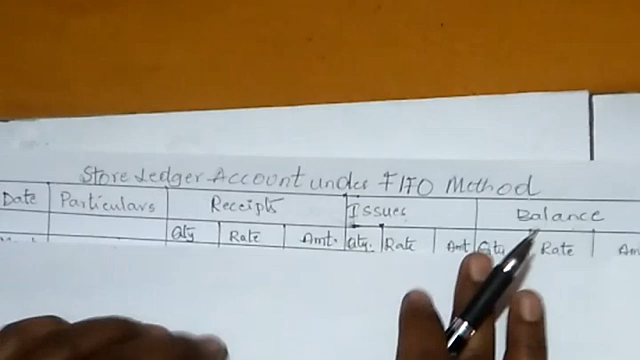 Store Ledger Account under FIFO Method
Date Particulars Receipts Issues Balance
Qty Rate Amt. Qty. Rate Amt Qty Rate Am